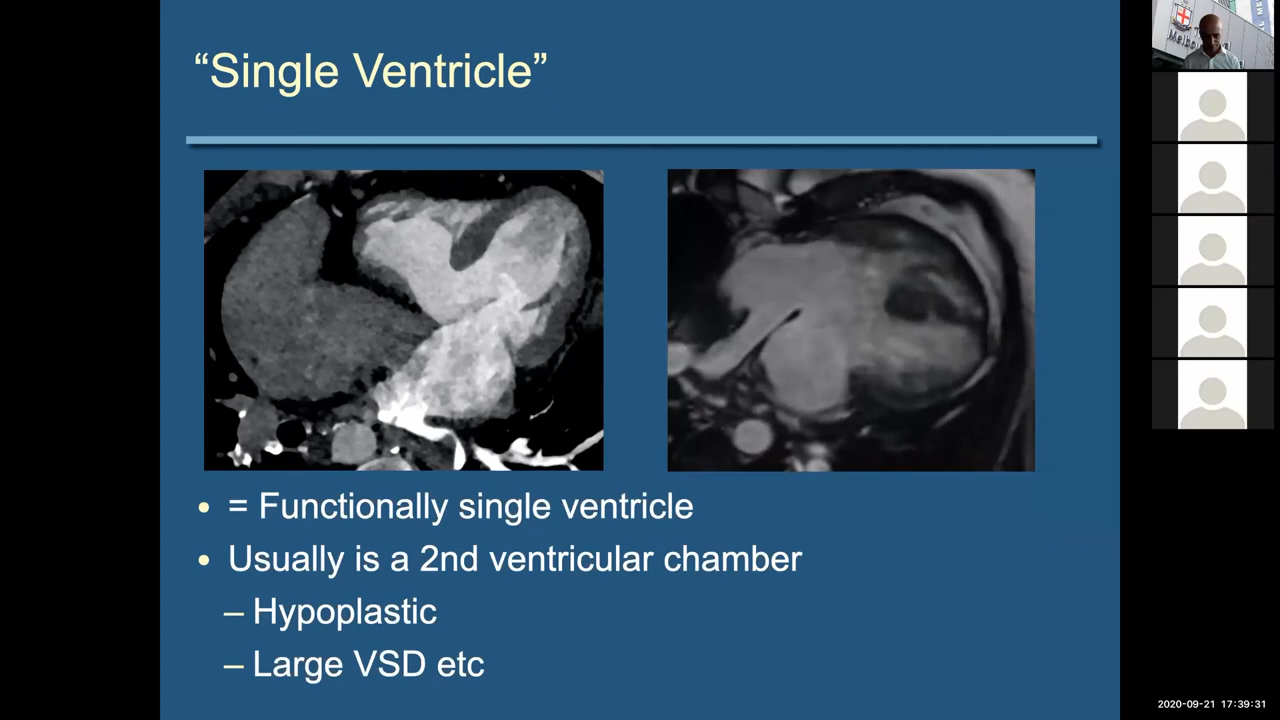 “Single Ventricle”
• = Functionally single ventricle
• Usually is a 2nd ventricular chamber
– Hypoplastic
– Large VSD etc
2020-09-21 17:39:31